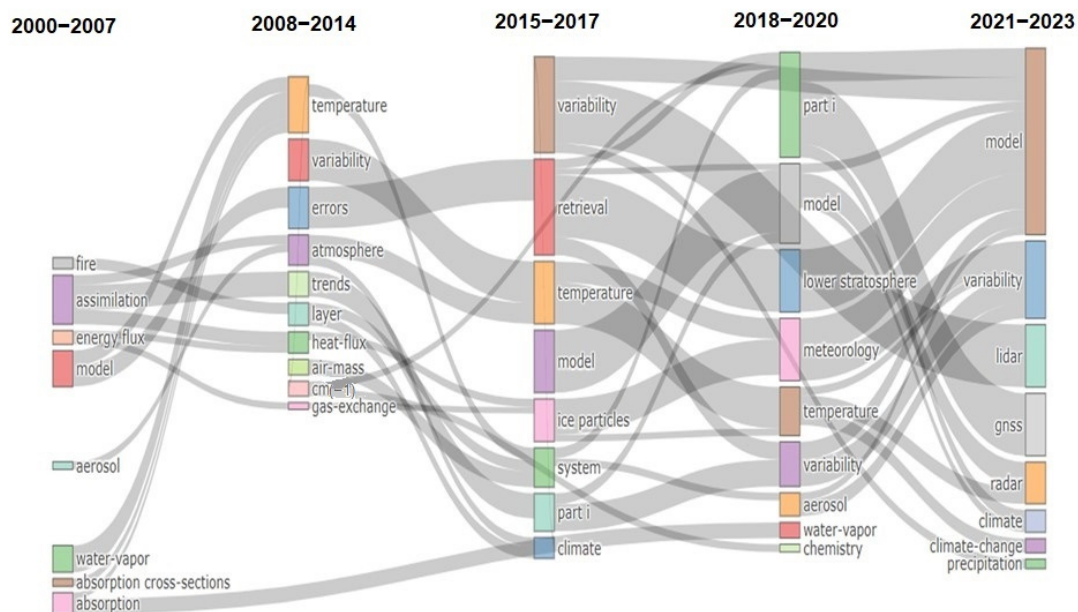 2000−2007
2008−2014
2015−2017
2018−2020
2021−2023
fire
assimilation
energy flux
model
aerosol
water-vapor
absorption cross-sections
absorption
temperature
variability
errors
atmosphere
trends
layer
heat-flux
air-mass
cm(−1)
gas-exchange
variability
retrieval
temperature
model
ice particles
system
part i
climate
part i
model
lower stratosphere
meteorology
temperature
variability
aerosol
water-vapor
chemistry
model
variability
lidar
gnss
radar
climate
climate-change
precipitation